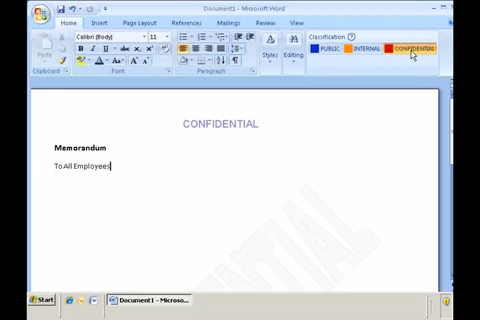 Document1 - Microsoft Word
Home Insert Page Layout References Mailings Review View
Calibri (Body) 11
Classification
PUBLIC INTERNAL CONFIDENTIAL
Paste
Styles Editing
Clipboard Font Paragraph
CONFIDENTIAL
Memorandum
To All Employees
Start Document1 - Microso...